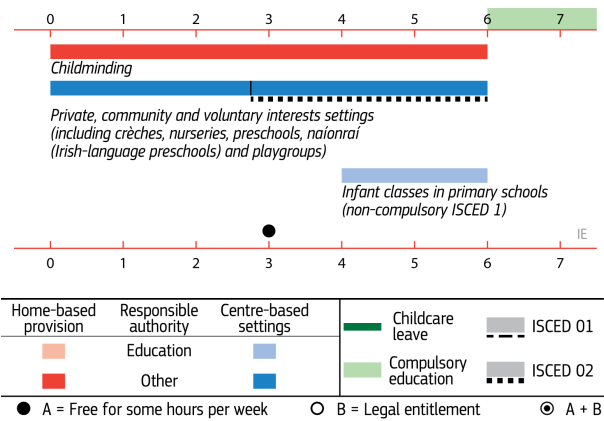 0 1 2 3 4 5 6 7
Childminding
Private, community and voluntary interests settings
(including crèches, nurseries, preschools, naíonraí
(Irish-language preschools) and playgroups)
Infant classes in primary schools
(non-compulsory ISCED 1)
IE
0 1 2 3 4 5 6 7
Home-based provision Responsible authority Centre-based settings
Education
Other
Childcare leave
ISCED 01
Compulsory education
ISCED 02
A = Free for some hours per week
B = Legal entitlement
A + B